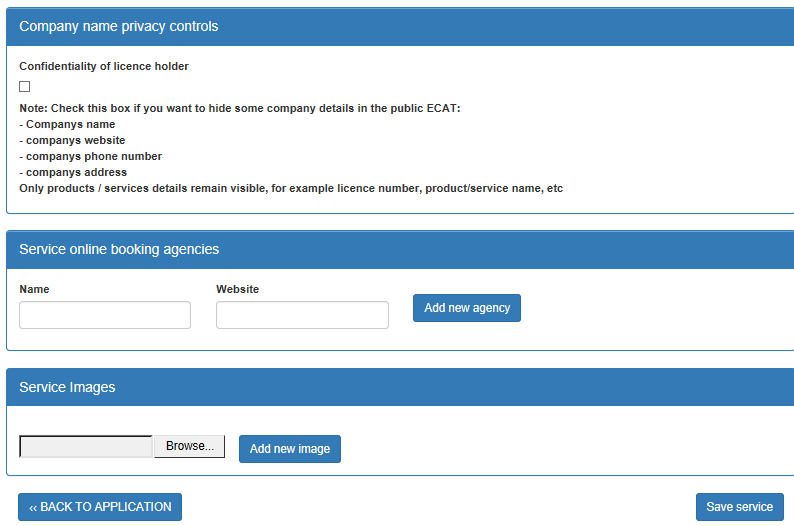 Company name privacy controls
Confidentiality of licence holder
Note: Check this box if you want to hide some company details in the public ECAT:
- Companys name
- companys website
- companys phone number
- companys address
Only products / services details remain visible, for example licence number, product/service name, etc
Service online booking agencies
Name Website
Add new agency
Service Images
Browse... Add new image
‹‹ BACK TO APPLICATION Save service